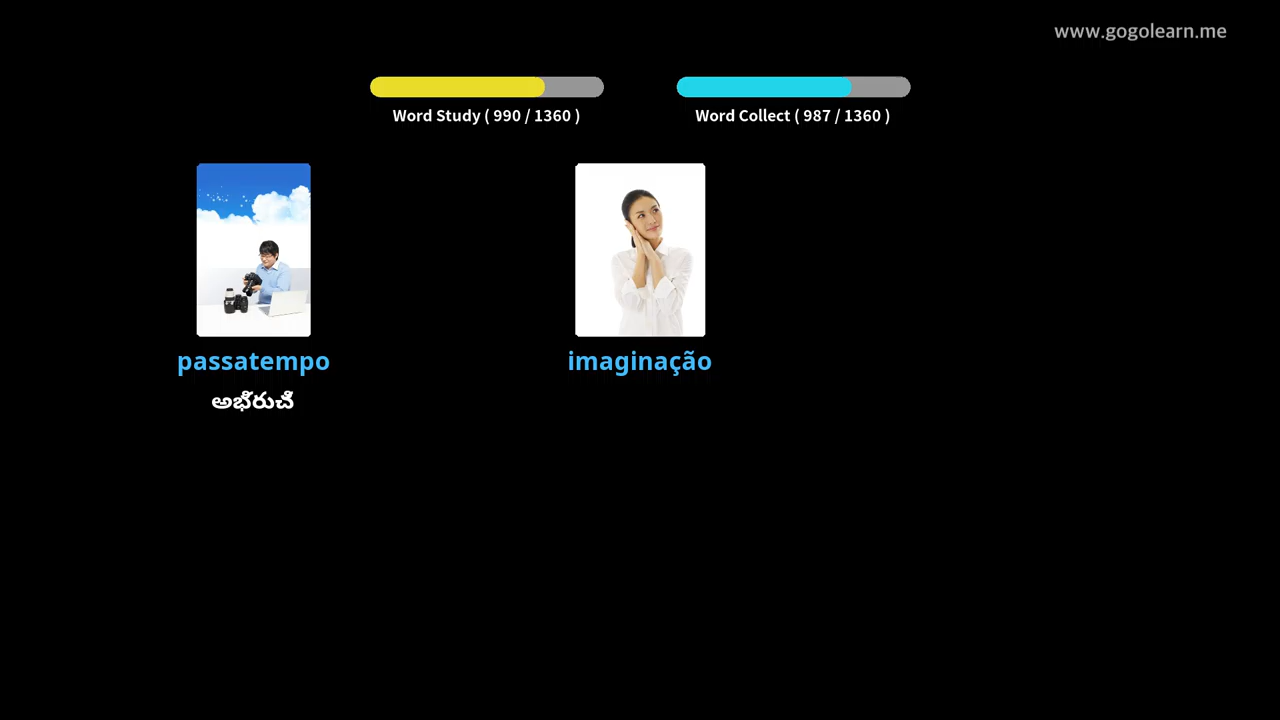 www.gogolearn.me
Word Study ( 990 / 1360 )
Word Collect ( 987 / 1360 )
passatempo
అభిరుచి
imaginação